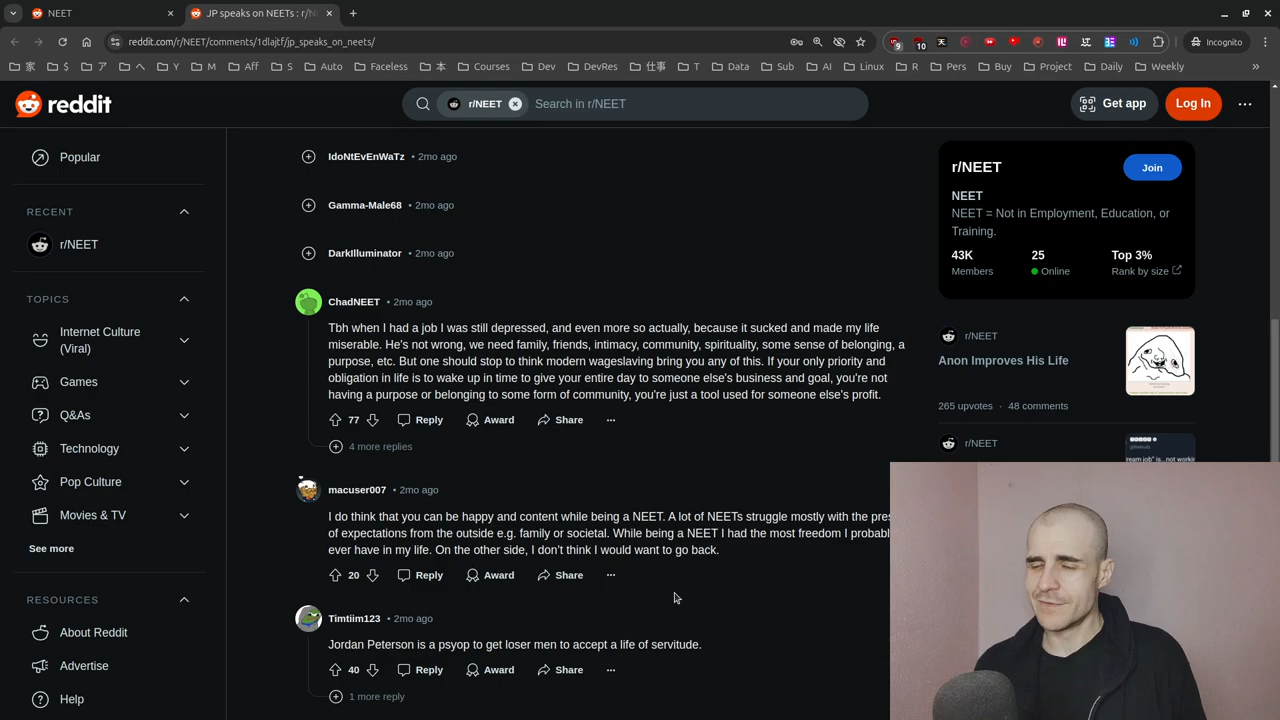 NEET
JP speaks on NEETs : r/N
reddit.com/r/NEET/comments/1dlajtf/jp_speaks_on_neets/
9
10
Incognito
家
$
ア
へ
Y
M
Aff
S
Auto
Faceless
本
Courses
Dev
DevRes
仕事
T
Data
Sub
AI
Linux
R
Pers
Buy
Project
Daily
Weekly
reddit
r/NEET
Search in r/NEET
Get app
Log In
Popular
RECENT
r/NEET
TOPICS
Internet Culture
(Viral)
Games
Q&As
Technology
Pop Culture
Movies & TV
See more
RESOURCES
About Reddit
Advertise
Help
IdoNtEvEnWaTz • 2mo ago
Gamma-Male68 • 2mo ago
DarkIlluminator • 2mo ago
ChadNEET • 2mo ago
Tbh when I had a job I was still depressed, and even more so actually, because it sucked and made my life
miserable. He's not wrong, we need family, friends, intimacy, community, spirituality, some sense of belonging, a
purpose, etc. But one should stop to think modern wageslaving bring you any of this. If your only priority and
obligation in life is to wake up in time to give your entire day to someone else's business and goal, you're not
having a purpose or belonging to some form of community, you're just a tool used for someone else's profit.
77 Reply Award Share
4 more replies
macuser007 • 2mo ago
I do think that you can be happy and content while being a NEET. A lot of NEETs struggle mostly with the pres
of expectations from the outside e.g. family or societal. While being a NEET I had the most freedom I probabl
ever have in my life. On the other side, I don't think I would want to go back.
20 Reply Award Share
Timtiim123 • 2mo ago
Jordan Peterson is a psyop to get loser men to accept a life of servitude.
40 Reply Award Share
1 more reply
r/NEET
Join
NEET
NEET = Not in Employment, Education, or
Training.
43K 25 Top 3%
Members Online Rank by size
r/NEET
Anon Improves His Life
265 upvotes • 48 comments
r/NEET
ream job" is...not workin